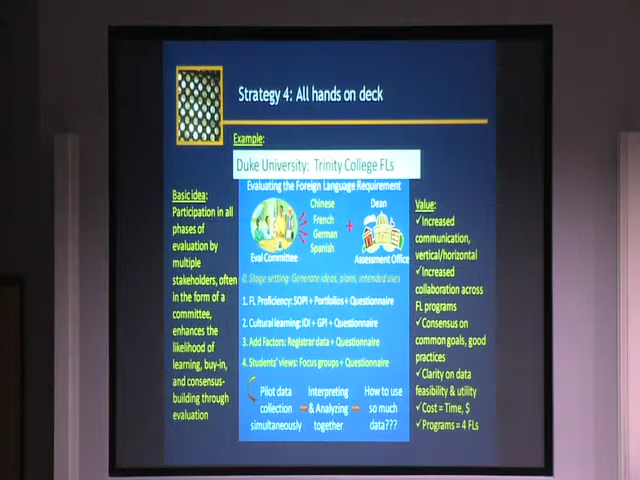 Strategy 4: All hands on deck
Example:
Duke University: Trinity College FLs
Basic idea:
Participation in all
phases of
evaluation by
multiple
stakeholders, often
in the form of a
committee,
enhances the
likelihood of
learning, buy-in,
and consensus-
building through
evaluation
Evaluating the Foreign Language Requirement
Chinese
French
German
Spanish
+
Dean
Eval Committee
Assessment Office
0. Stage setting: Generate ideas, plans, intended uses
1. FL Proficiency: SOPI + Portfolios + Questionnaire
2. Cultural learning: IDI + GPI + Questionnaire
3. Add Factors: Registrar data + Questionnaire
4. Students' views: Focus groups + Questionnaire
Pilot data
collection
simultaneously
Interpreting
& Analyzing
together
How to use
so much
data???
Value:
✓Increased
communication,
vertical/horizontal
✓Increased
collaboration across
FL programs
✓Consensus on
common goals, good
practices
✓Clarity on data
feasibility & utility
✓Cost = Time, $
✓Programs = 4 FLs